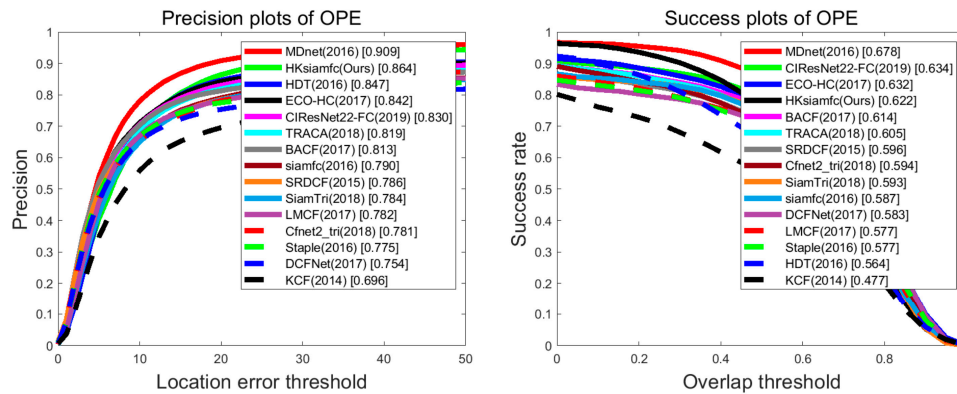 Precision plots of OPE
1
0.9
0.8
0.7
0.6
0.5
0.4
0.3
0.2
0.1
0
Precision
MDnet(2016) [0.909]
HKsiamfc(Ours) [0.864]
HDT(2016) [0.847]
ECO-HC(2017) [0.842]
CIResNet22-FC(2019) [0.830]
TRACA(2018) [0.819]
BACF(2017) [0.813]
siamfc(2016) [0.790]
SRDCF(2015) [0.786]
SiamTri(2018) [0.784]
LMCF(2017) [0.782]
Cfnet2_tri(2018) [0.781]
Staple(2016) [0.775]
DCFNet(2017) [0.754]
KCF(2014) [0.696]
0 10 20 30 40 50
Location error threshold
Success plots of OPE
1
0.9
0.8
0.7
0.6
0.5
0.4
0.3
0.2
0.1
0
Success rate
MDnet(2016) [0.678]
CIResNet22-FC(2019) [0.634]
ECO-HC(2017) [0.632]
HKsiamfc(Ours) [0.622]
BACF(2017) [0.614]
TRACA(2018) [0.605]
SRDCF(2015) [0.596]
Cfnet2_tri(2018) [0.594]
SiamTri(2018) [0.593]
siamfc(2016) [0.587]
DCFNet(2017) [0.583]
LMCF(2017) [0.577]
Staple(2016) [0.577]
HDT(2016) [0.564]
KCF(2014) [0.477]
0 0.2 0.4 0.6 0.8
Overlap threshold